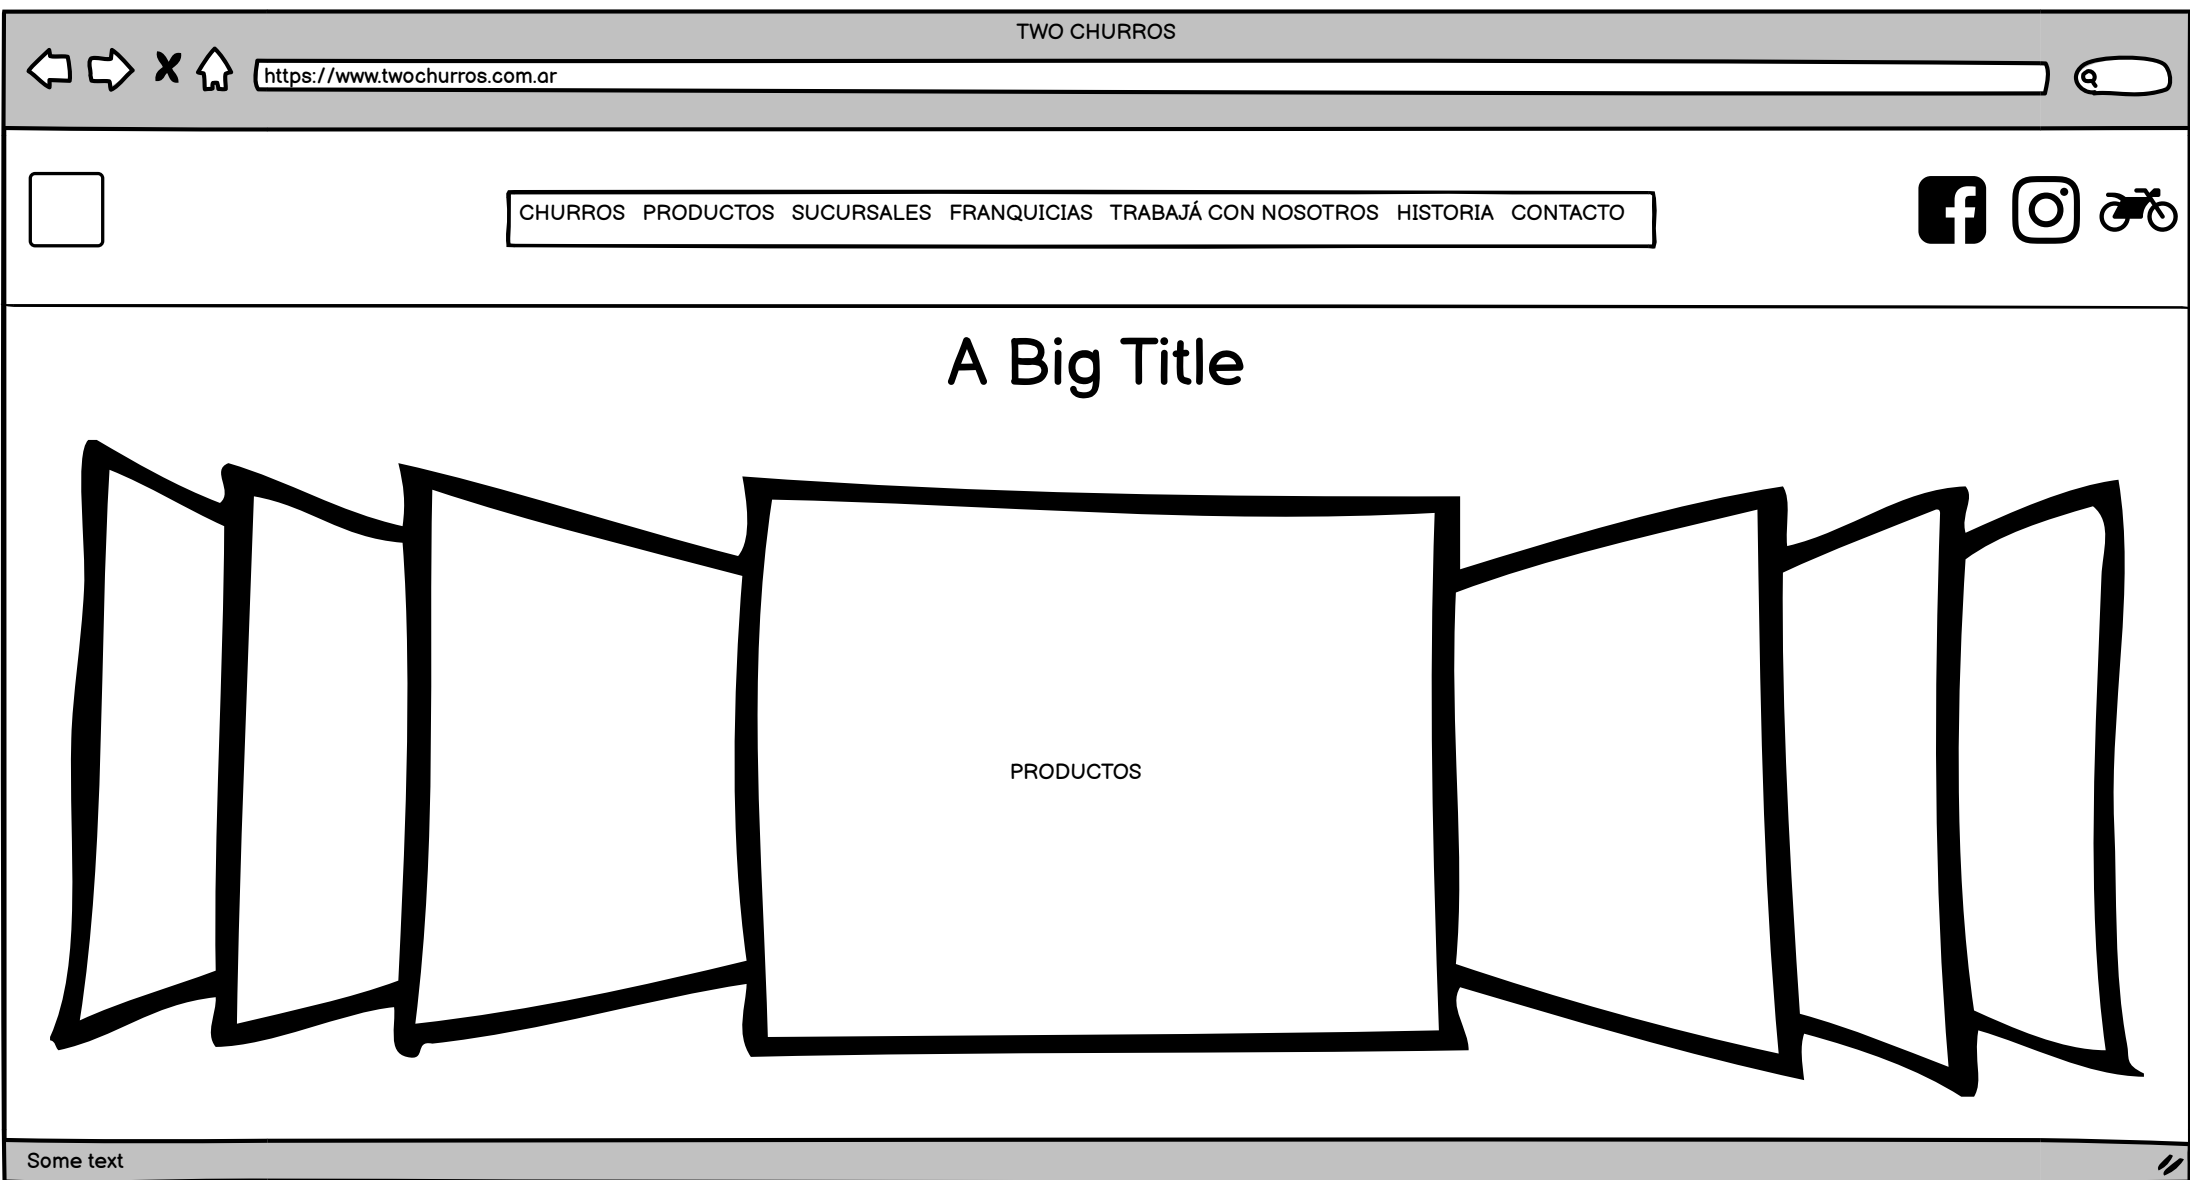 TWO CHURROS
https://www.twochurros.com.ar
CHURROS PRODUCTOS SUCURSALES FRANQUICIAS TRABAJÁ CON NOSOTROS HISTORIA CONTACTO
A Big Title
PRODUCTOS
Some text